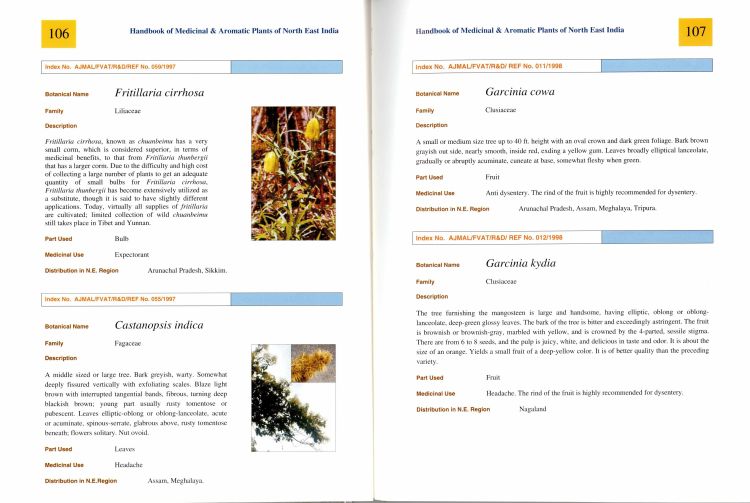 106
Handbook of Medicinal & Aromatic Plants of North East India
Index No. AJMAL/FVAT/R&D/REF No. 059/1997
Botanical Name Fritillaria cirrhosa
Family Liliaceae
Description
Fritillaria cirrhosa, known as chuanbeimu has a very
small corn, which is considered superior, in terms of
medicinal benefits, to that from Fritillaria thunbergii
that has a larger corn. Due to the difficulty and high cost
of collecting a large number of plants to get an adequate
quantity of small bulbs for Fritillaria cirrhosa,
Fritillaria thunbergii has become extensively utilized as
a substitute, though it is said to have slightly different
applications. Today, virtually all supplies of fritillaria
are cultivated; limited collection of wild chuanbeimu
still takes place in Tibet and Yunnan.
Part Used Bulb
Medicinal Use Expectorant
Distribution in N.E. Region Arunachal Pradesh, Sikkim.
Index No. AJMAL/FVAT/R&D/REF No. 055/1997
Botanical Name Castanopsis indica
Family Fagaceae
Description
A middle sized or large tree. Bark greyish, warty. Somewhat
deeply fissured vertically with exfoliating scales. Blaze light
brown with interrupted tangential bands, fibrous, turning deep
blackish brown; young part usually rusty tomentose or
pubescent. Leaves elliptic-oblong or oblong-lanceolate, acute
or acuminate, spinous-serrate, glabrous above, rusty tomentose
beneath; flowers solitary. Nut ovoid.
Part Used Leaves
Medicinal Use Headache
Distribution in N.E.Region Assam, Meghalaya.
Handbook of Medicinal & Aromatic Plants of North East India
107
Index No. AJMAL/FVAT/R&D/ REF No. 011/1998
Botanical Name Garcinia cowa
Family Clusiaceae
Description
A small or medium size tree up to 40 ft. height with an oval crown and dark green foliage. Bark brown
grayish out side, nearly smooth, inside red, exding a yellow gum. Leaves broadly elliptical lanceolate,
gradually or abruptly acuminate, cuneate at base, somewhat fleshy when green.
Part Used Fruit
Medicinal Use Anti dysentery. The rind of the fruit is highly recommended for dysentery.
Distribution in N.E. Region Arunachal Pradesh, Assam, Meghalaya, Tripura.
Index No. AJMAL/FVAT/R&D/ REF No. 012/1998
Botanical Name Garcinia kydia
Family Clusiaceae
Description
The tree furnishing the mangosteen is large and handsome, having elliptic, oblong or oblong-
lanceolate, deep-green glossy leaves. The bark of the tree is bitter and exceedingly astringent. The fruit
is brownish or brownish-gray, marbled with yellow, and is crowned by the 4-parted, sessile stigma.
There are from 6 to 8 seeds, and the pulp is juicy, white, and delicious in taste and odor. It is about the
size of an orange. Yields a small fruit of a deep-yellow color. It is of better quality than the preceding
variety.
Part Used Fruit
Medicinal Use Headache. The rind of the fruit is highly recommended for dysentery.
Distribution in N.E. Region Nagaland